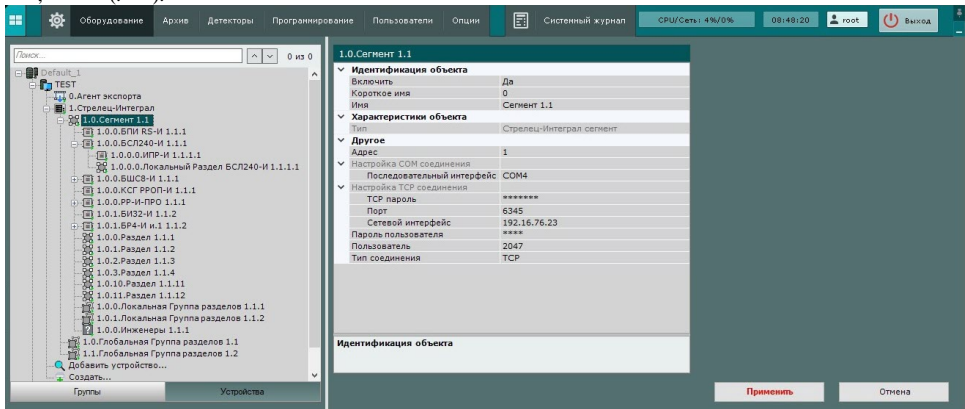 Оборудование Архив Детекторы Программирование Пользователи Опции Системный журнал CPU/Сеть: 4%/0% 08:48:20 root Выход
Поиск... 0 из 0
Default_1
TEST
0.Агент экспорта
1.Стрелец-Интеграл
1.0.Сегмент 1.1
1.0.0.БПИ RS-И 1.1.1
1.0.0.БСЛ240-И 1.1.1
1.0.0.0.ИПР-И 1.1.1.1
1.0.0.0.Локальный Раздел БСЛ240-И 1.1.1.1
1.0.0.БШС8-И 1.1.1
1.0.0.КСГ РРОП-И 1.1.1
1.0.0.РР-И-ПРО 1.1.1
1.0.1.БИ32-И 1.1.2
1.0.1.БР4-И и.1 1.1.2
1.0.0.Раздел 1.1.1
1.0.1.Раздел 1.1.2
1.0.2.Раздел 1.1.3
1.0.3.Раздел 1.1.4
1.0.10.Раздел 1.1.11
1.0.11.Раздел 1.1.12
1.0.0.Локальная Группа разделов 1.1.1
1.0.1.Локальная Группа разделов 1.1.2
1.0.0.Инженеры 1.1.1
1.0.Глобальная Группа разделов 1.1
1.1.Глобальная Группа разделов 1.2
Добавить устройство...
Создать...
Группы Устройства
1.0.Сегмент 1.1
Идентификация объекта
Включить Да
Короткое имя 0
Имя Сегмент 1.1
Характеристики объекта
Тип Стрелец-Интеграл сегмент
Другое
Адрес 1
Настройка COM соединения
Последовательный интерфейс COM4
Настройка TCP соединения
TCP пароль *******
Порт 6345
Сетевой интерфейс 192.16.76.23
Пароль пользователя ****
Пользователь 2047
Тип соединения TCP
Идентификация объекта
Применить Отмена